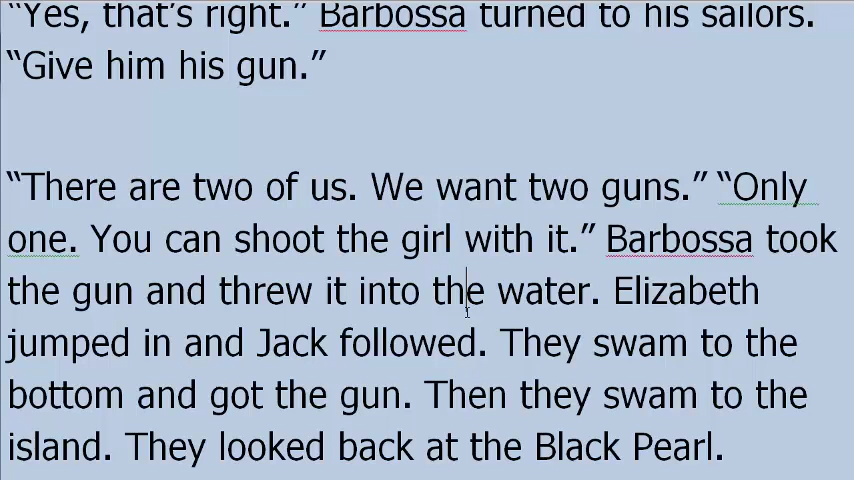 “Yes, that’s right.” Barbossa turned to his sailors.
“Give him his gun.”
“There are two of us. We want two guns.” “Only
one. You can shoot the girl with it.” Barbossa took
the gun and threw it into the water. Elizabeth
jumped in and Jack followed. They swam to the
bottom and got the gun. Then they swam to the
island. They looked back at the Black Pearl.